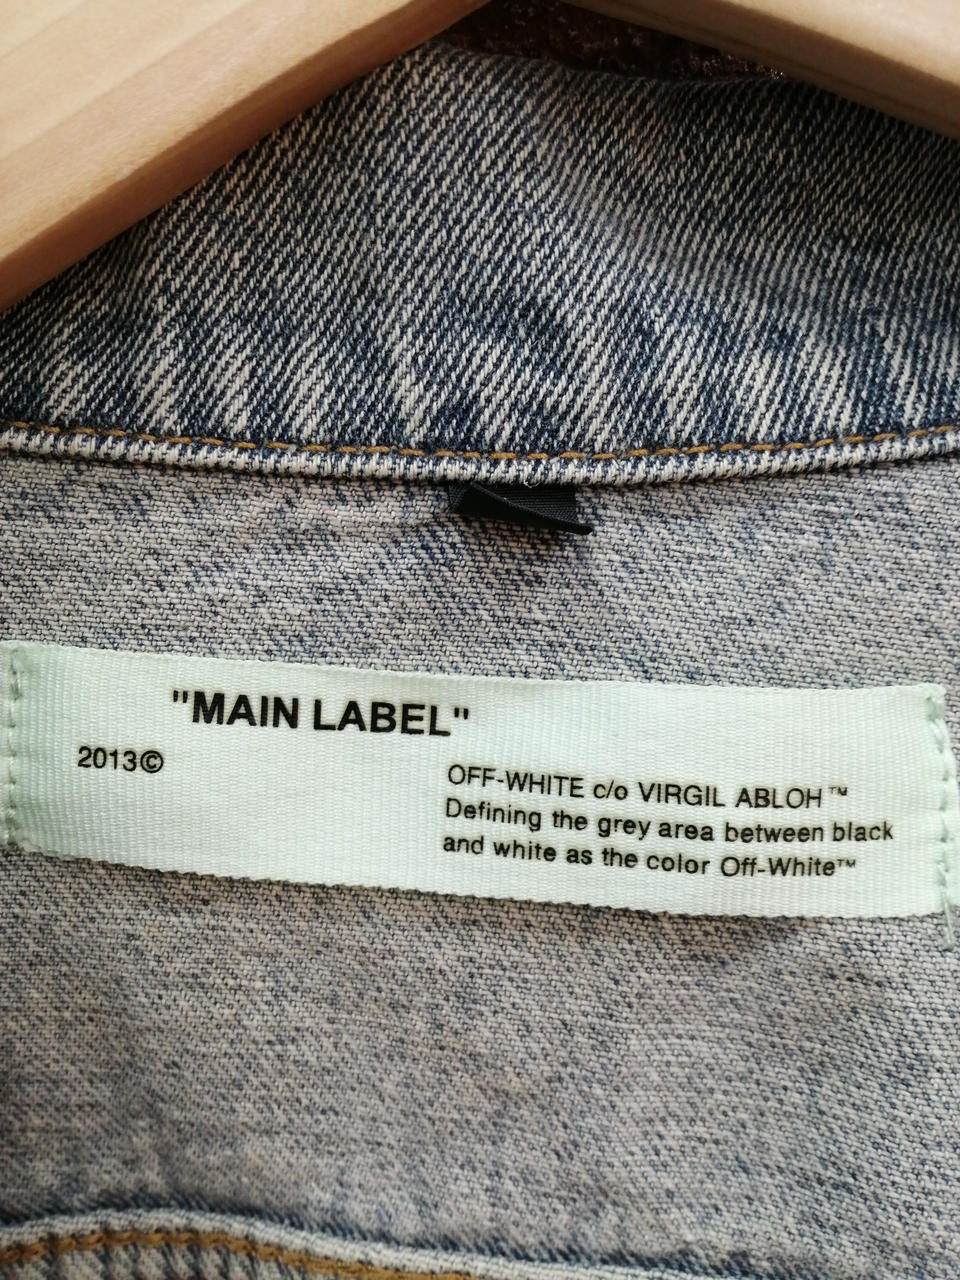 "MAIN LABEL"
2013©
OFF-WHITE c/o VIRGIL ABLOH™
Defining the grey area between black
and white as the color Off-White™